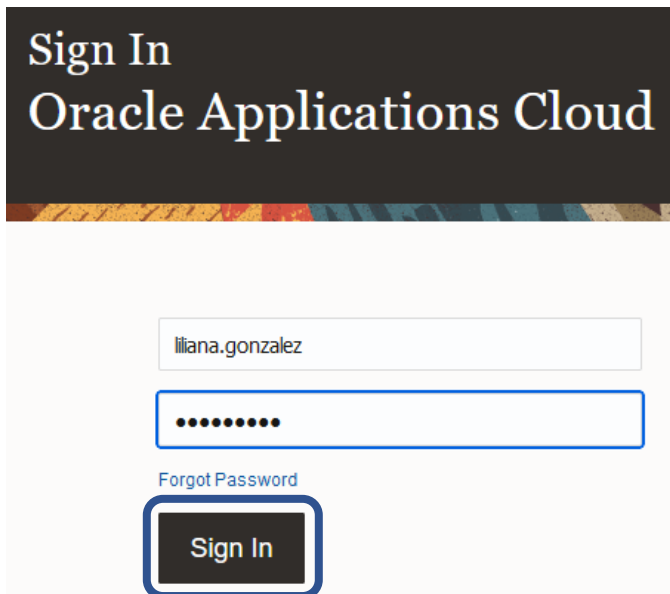 Sign In
Oracle Applications Cloud
liliana.gonzalez
•••••••••
Forgot Password
Sign In